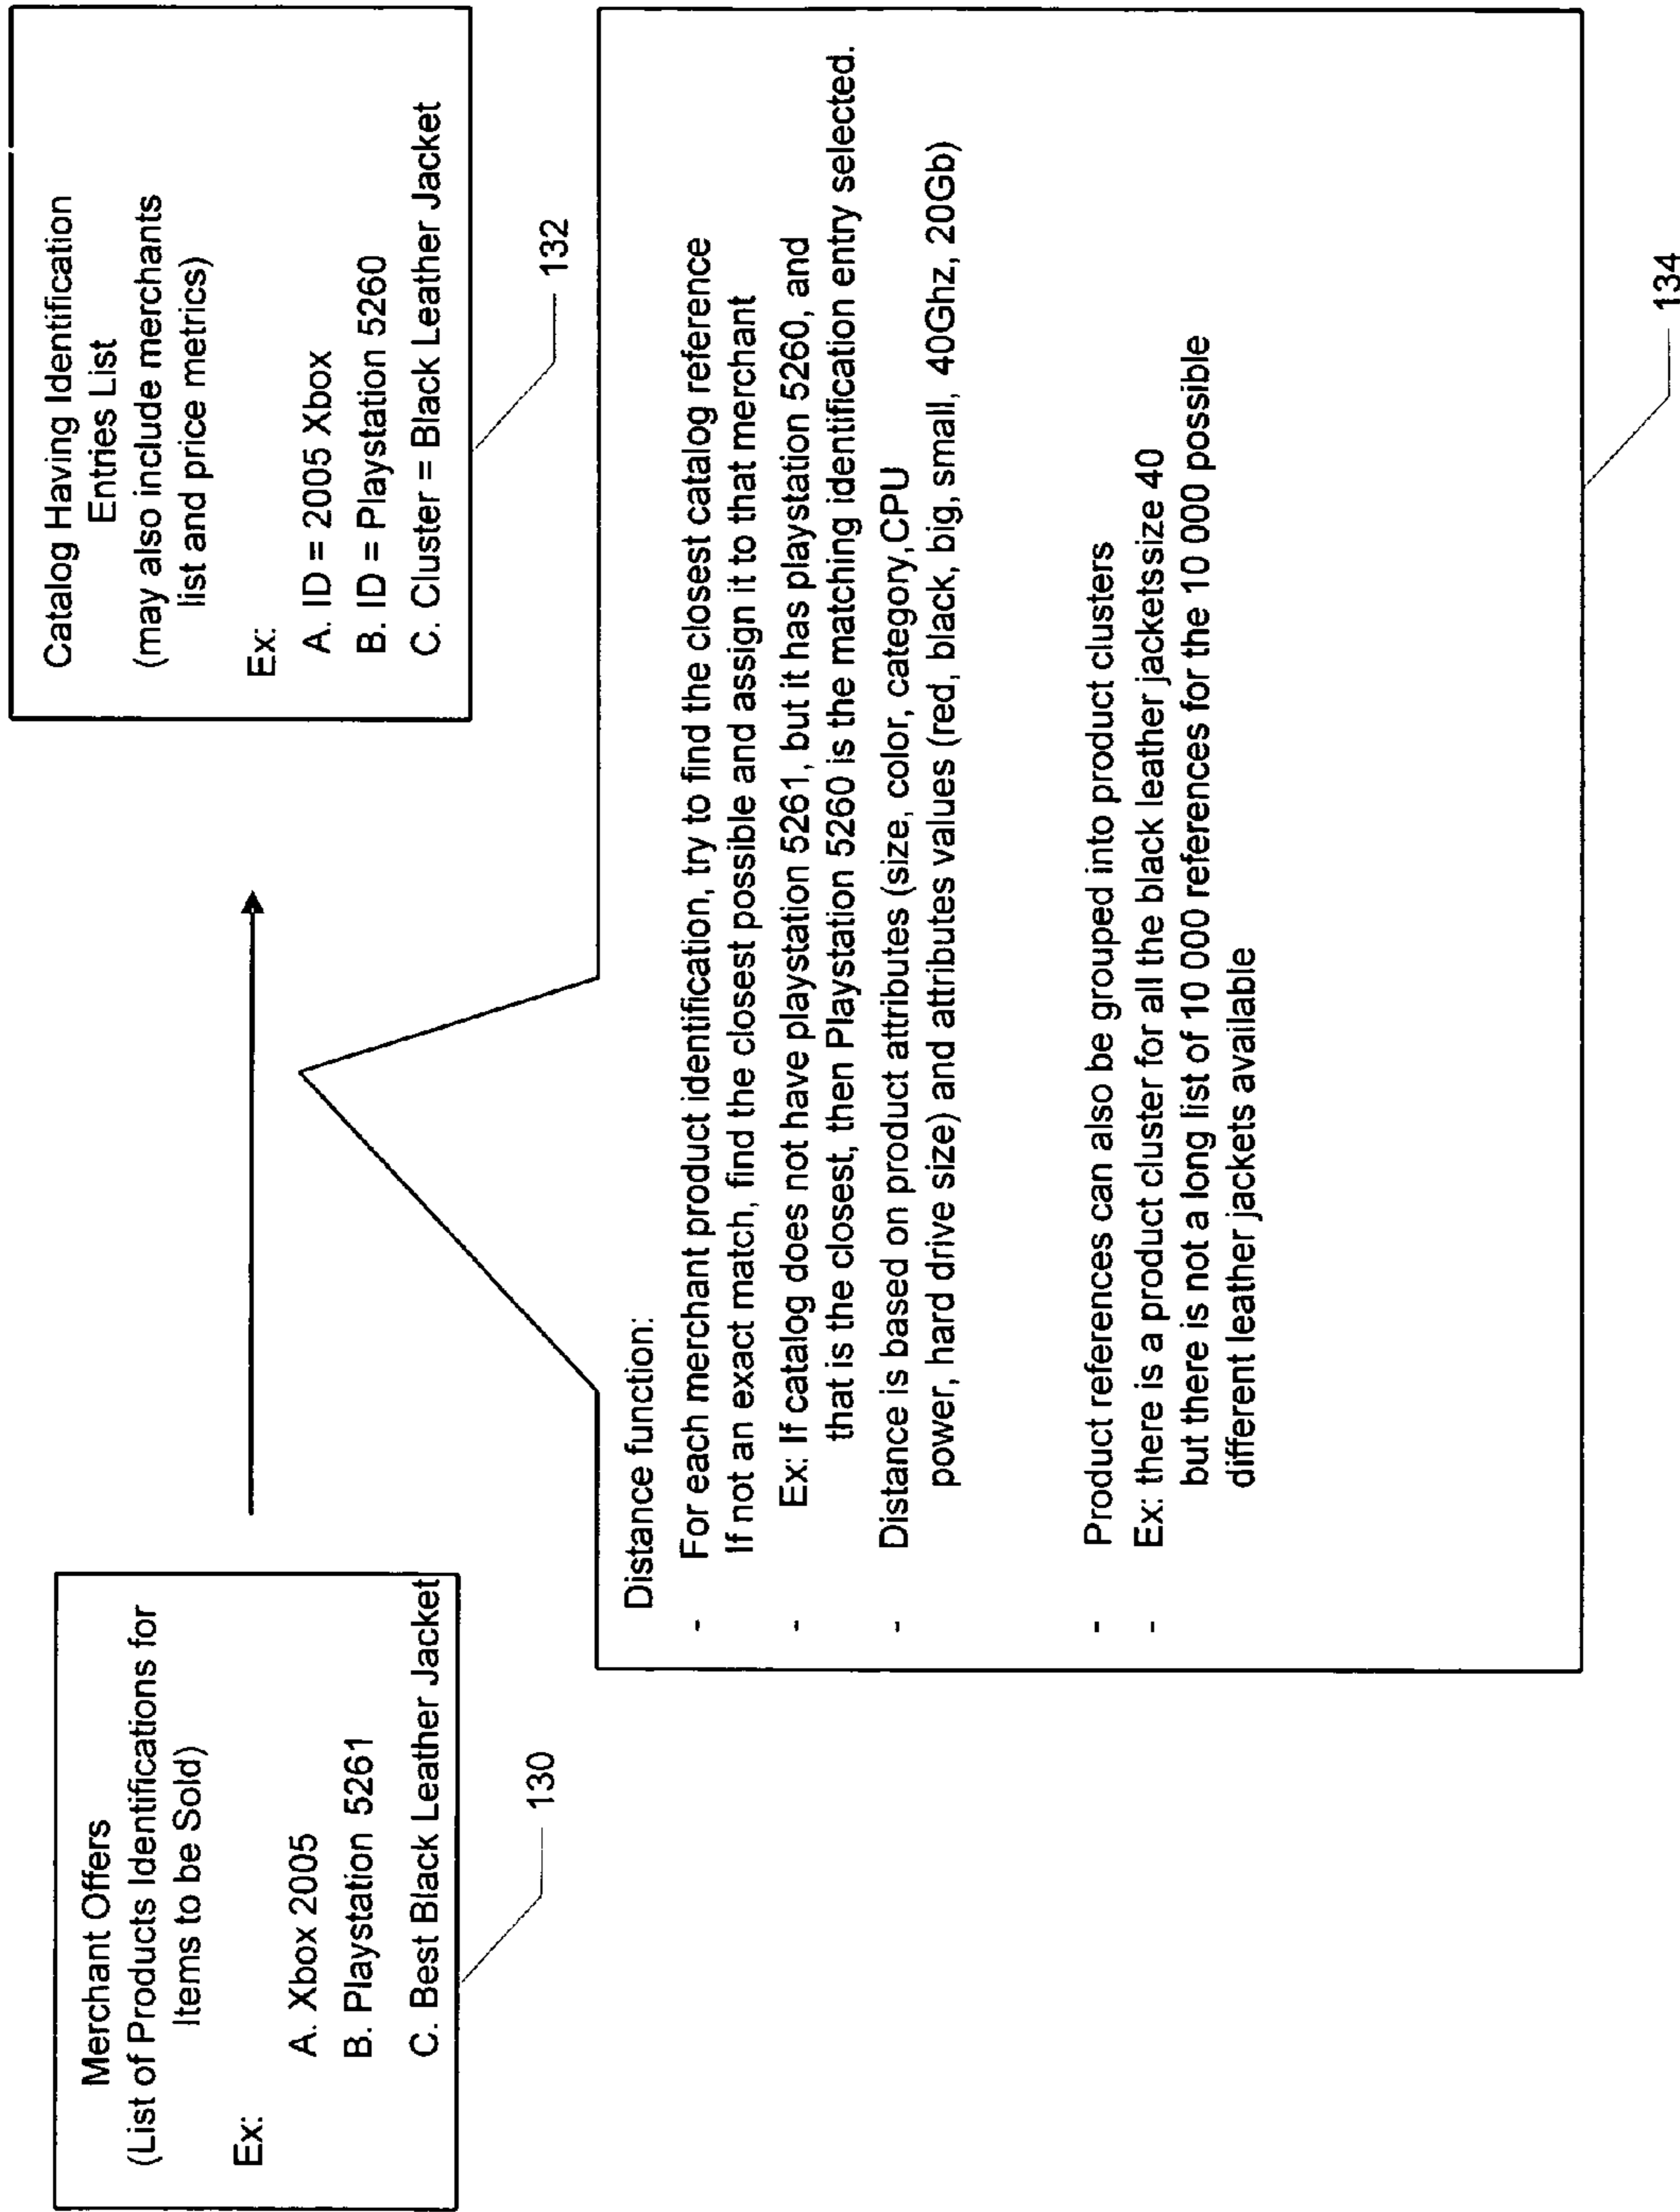 Merchant Offers
(List of Products Identifications for
Items to be Sold)
Ex:
A. Xbox 2005
B. Playstation 5261
C. Best Black Leather Jacket
130
Catalog Having Identification
Entries List
(may also include merchants
list and price metrics)
Ex:
A. ID = 2005 Xbox
B. ID = Playstation 5260
C. Cluster = Black Leather Jacket
132
Distance function:
- For each merchant product identification, try to find the closest catalog reference
If not an exact match, find the closest possible and assign it to that merchant
- Ex: If catalog does not have playstation 5261, but it has playstation 5260, and
that is the closest, then Playstation 5260 is the matching identification entry selected.
- Distance is based on product attributes (size, color, category,CPU
power, hard drive size) and attributes values (red, black, big, small, 40Ghz, 20Gb)
- Product references can also be grouped into product clusters
- Ex: there is a product cluster for all the black leather jacketssize 40
but there is not a long list of 10 000 references for the 10 000 possible
different leather jackets available
134